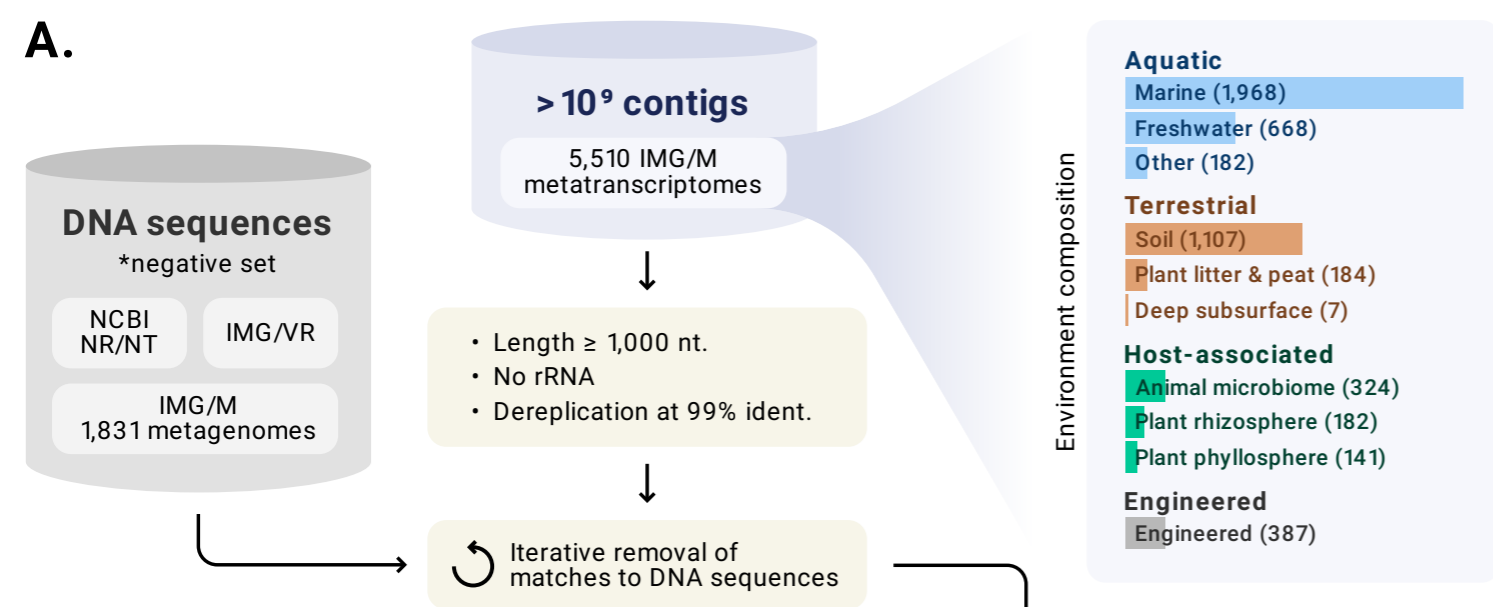 A.
DNA sequences
*negative set
NCBI
NR/NT
IMG/VR
IMG/M
1,831 metagenomes
> 10⁹ contigs
5,510 IMG/M
metatranscriptomes
• Length ≥ 1,000 nt.
• No rRNA
• Dereplication at 99% ident.
Iterative removal of
matches to DNA sequences
Environment composition
Aquatic
Marine (1,968)
Freshwater (668)
Other (182)
Terrestrial
Soil (1,107)
Plant litter & peat (184)
Deep subsurface (7)
Host-associated
Animal microbiome (324)
Plant rhizosphere (182)
Plant phyllosphere (141)
Engineered
Engineered (387)